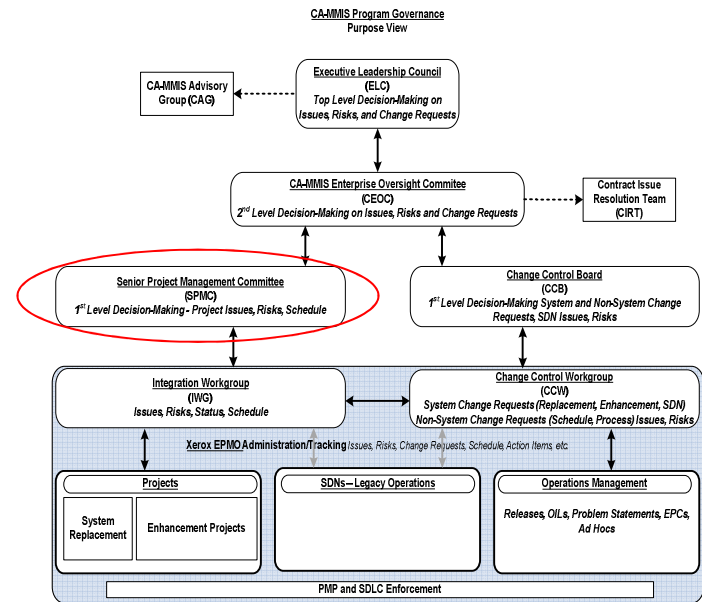 CA-MMIS Program Governance
Purpose View
Executive Leadership Council
(ELC)
Top Level Decision-Making on
Issues, Risks, and Change Requests
CA-MMIS Advisory
Group (CAG)
CA-MMIS Enterprise Oversight Commitee
(CEOC)
2nd Level Decision-Making on Issues, Risks and Change Requests
Contract Issue
Resolution Team
(CIRT)
Senior Project Management Committee
(SPMC)
1st Level Decision-Making - Project Issues, Risks, Schedule
Change Control Board
(CCB)
1st Level Decision-Making System and Non-System Change
Requests, SDN Issues, Risks
Integration Workgroup
(IWG)
Issues, Risks, Status, Schedule
Change Control Workgroup
(CCW)
System Change Requests (Replacement, Enhancement, SDN)
Non-System Change Requests (Schedule, Process) Issues, Risks
Xerox EPMO Administration/Tracking Issues, Risks, Change Requests, Schedule, Action Items, etc.
Projects
System
Replacement
Enhancement Projects
SDNs—Legacy Operations
Operations Management
Releases, OILs, Problem Statements, EPCs,
Ad Hocs
PMP and SDLC Enforcement